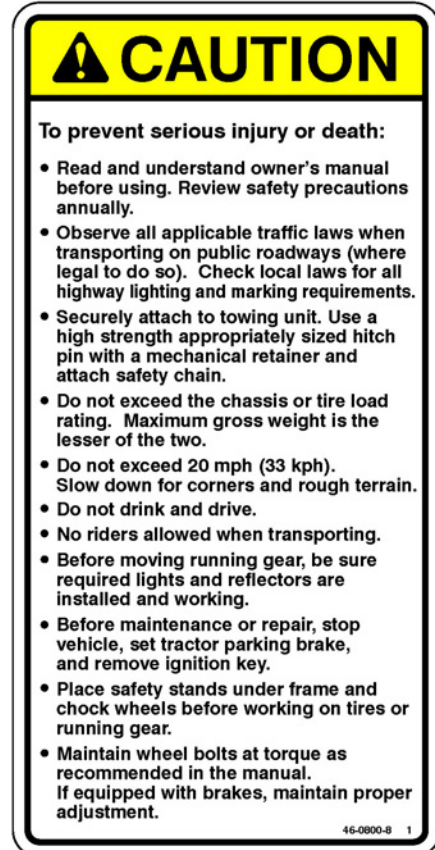 CAUTION
To prevent serious injury or death:
• Read and understand owner's manual
before using. Review safety precautions
annually.
• Observe all applicable traffic laws when
transporting on public roadways (where
legal to do so).  Check local laws for all
highway lighting and marking requirements.
• Securely attach to towing unit. Use a
high strength appropriately sized hitch
pin with a mechanical retainer and
attach safety chain.
• Do not exceed the chassis or tire load
rating.  Maximum gross weight is the
lesser of the two.
• Do not exceed 20 mph (33 kph).
Slow down for corners and rough terrain.
• Do not drink and drive.
• No riders allowed when transporting.
• Before moving running gear, be sure
required lights and reflectors are
installed and working.
• Before maintenance or repair, stop
vehicle, set tractor parking brake,
and remove ignition key.
• Place safety stands under frame and
chock wheels before working on tires or
running gear.
• Maintain wheel bolts at torque as
recommended in the manual.
If equipped with brakes, maintain proper
adjustment.
46-0800-8 1